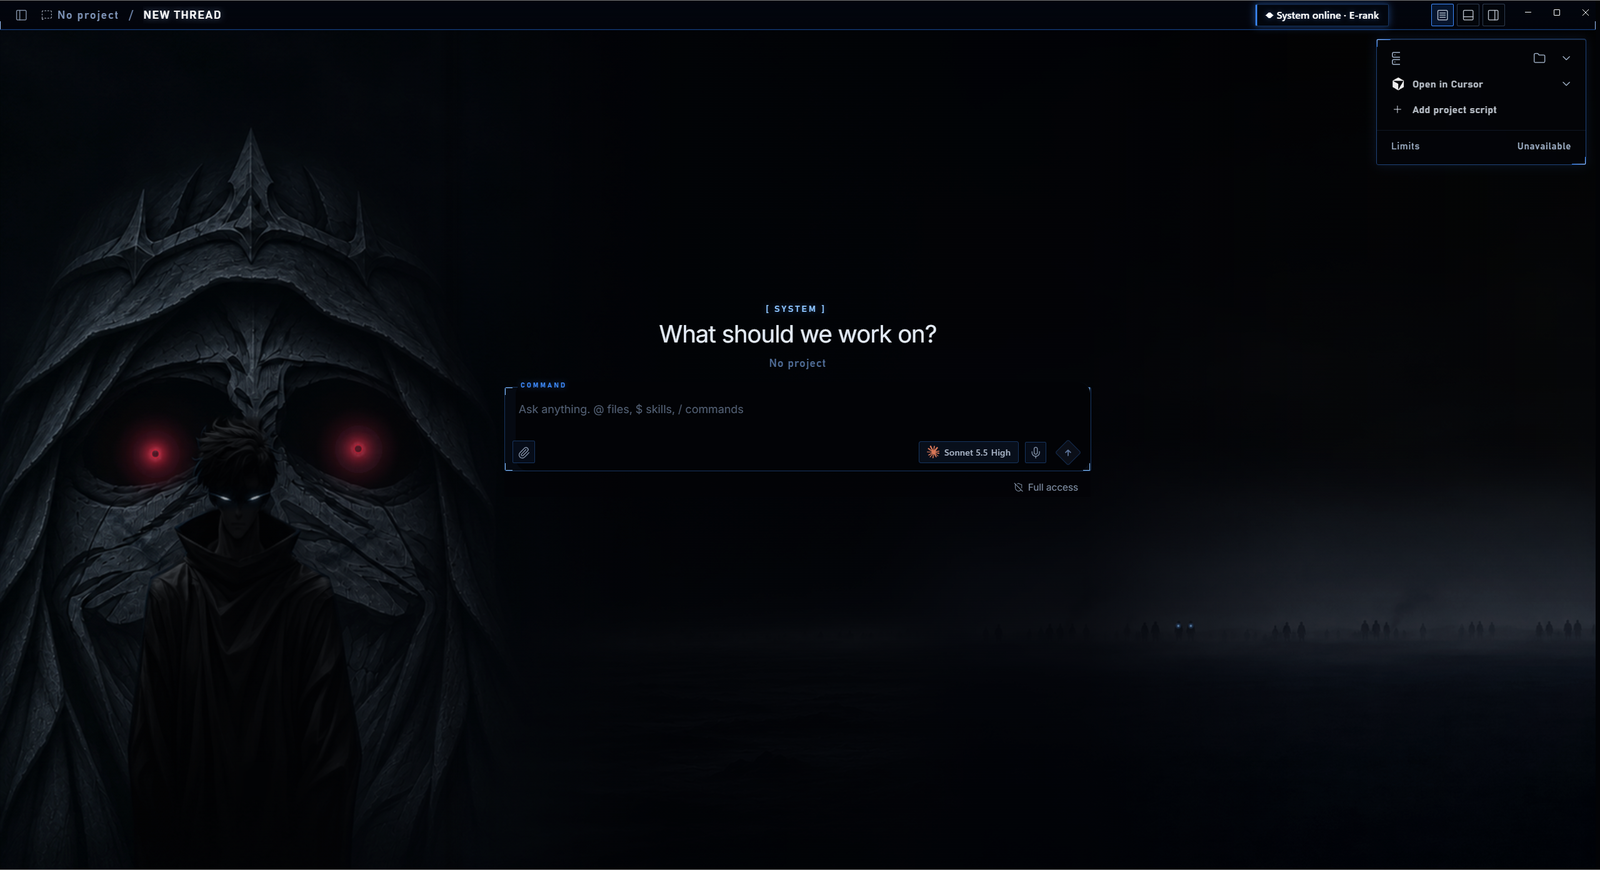 No project / NEW THREAD
◆ System online · E-rank
Open in Cursor
+ Add project script
Limits Unavailable
[ SYSTEM ]
What should we work on?
No project
COMMAND
Ask anything. @ files, $ skills, / commands
Sonnet 5.5 High
Full access